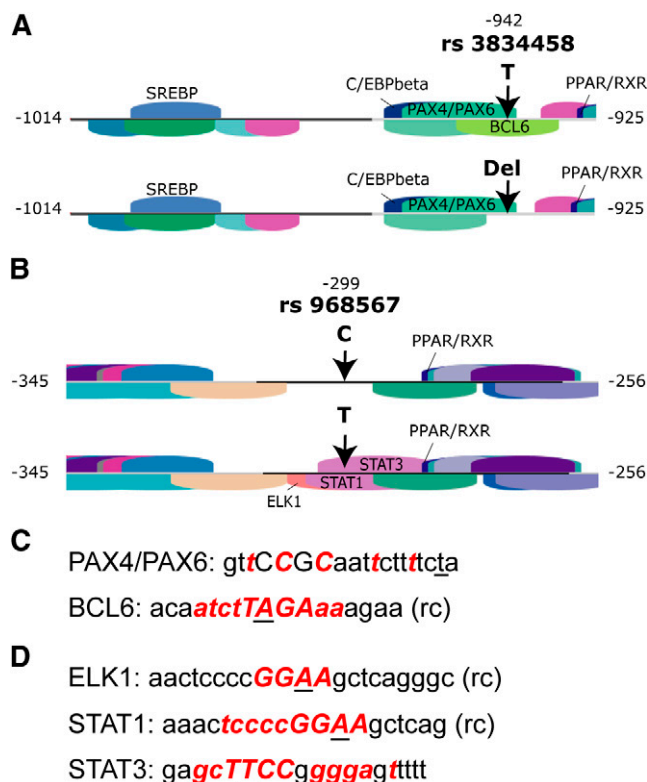 A
-942
rs 3834458
T
SREBP
C/EBPbeta
PPAR/RXR
PAX4/PAX6
-1014
-925
BCL6
Del
SREBP
C/EBPbeta
PPAR/RXR
PAX4/PAX6
-1014
-925
B
-299
rs 968567
C
PPAR/RXR
-345
-256
T
PPAR/RXR
STAT3
-345
-256
STAT1
ELK1
C
PAX4/PAX6: gttCCGCaattcttttcta
BCL6: acaatctTAGAaaagaa (rc)
D
ELK1: aactccccGGAAgctcagggc (rc)
STAT1: aaactccccGGAAgctcag (rc)
STAT3: gagcTTCCggggagttttt